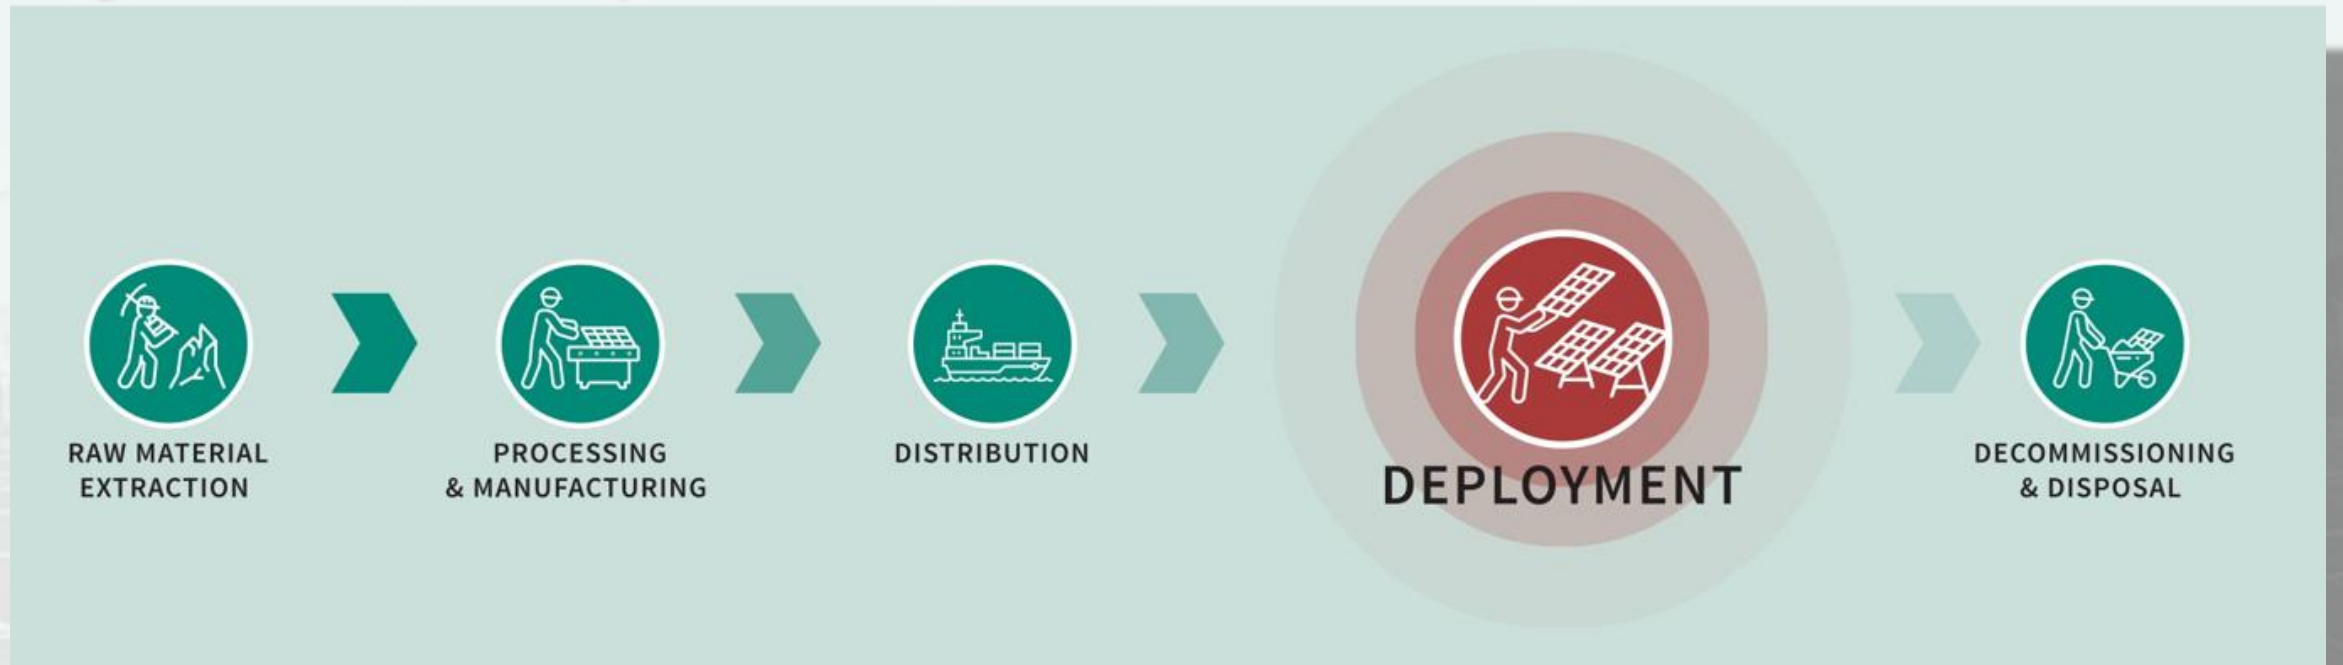 RAW MATERIAL
EXTRACTION
PROCESSING
& MANUFACTURING
DISTRIBUTION
DEPLOYMENT
DECOMMISSIONING
& DISPOSAL